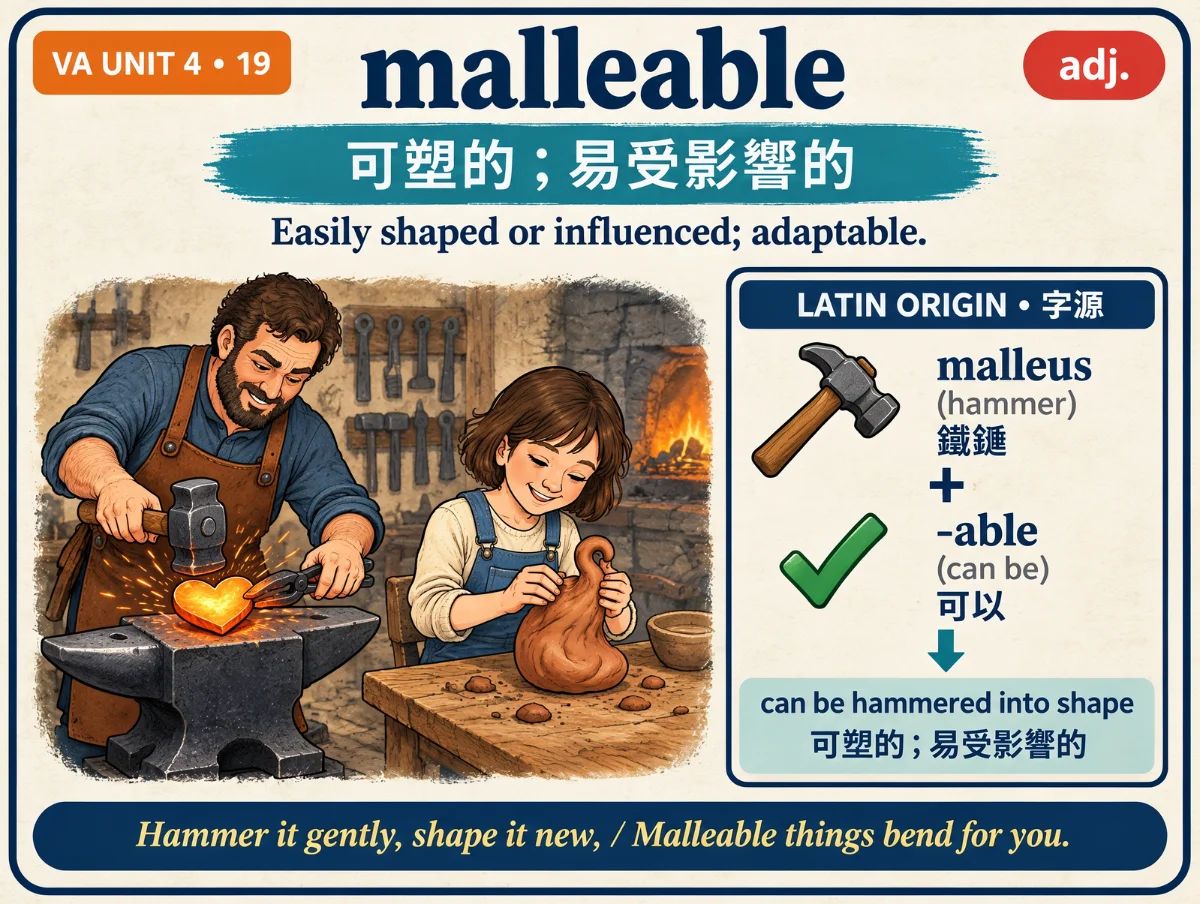 VA UNIT 4 • 19
malleable
adj.
可塑的；易受影響的
Easily shaped or influenced; adaptable.
LATIN ORIGIN • 字源
malleus
(hammer)
鐵鎚
+
-able
(can be)
可以
can be hammered into shape
可塑的；易受影響的
Hammer it gently, shape it new, / Malleable things bend for you.